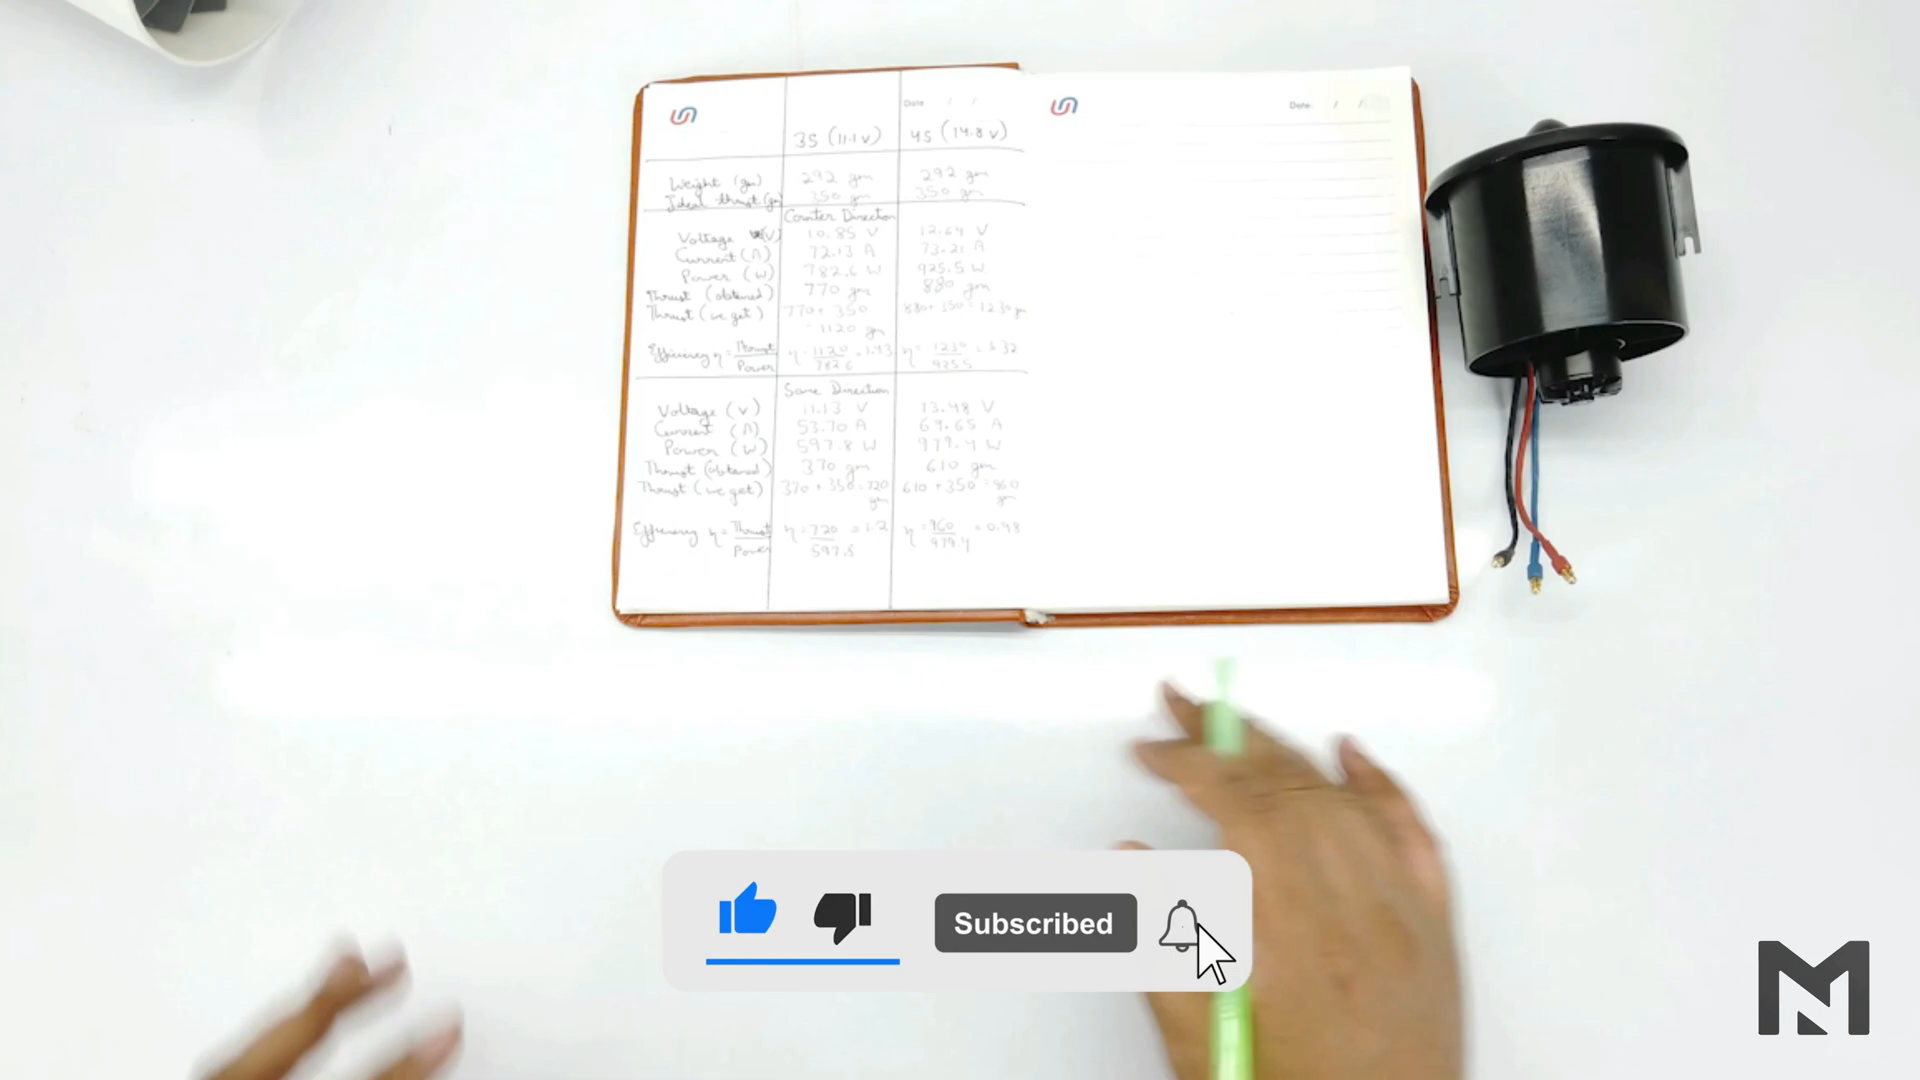 Date / /
Date: / /
3S (11.1 v) 4S (14.8 v)
Weight (gm) 292 gm 292 gm
Ideal thrust (gm) 350 gm 350 gm
Counter Direction
Voltage (V) 10.85 V 12.64 V
Current (A) 72.13 A 73.21 A
Power (W) 782.6 W 925.5 W
Thrust (obtained) 770 gm 880 gm
Thrust (we get) 770 + 350 880 + 350 = 1230 gm
= 1120 gm
Efficiency η = Thrust η = 1120 = 1.43 η = 1230 = 1.32
Power 782.6 925.5
Same Direction
Voltage (V) 11.13 V 13.48 V
Current (A) 53.70 A 69.65 A
Power (W) 597.8 W 979.4 W
Thrust (obtained) 370 gm 610 gm
Thrust (we get) 370 + 350 = 720 610 + 350 = 960
gm gm
Efficiency η = Thrust η = 720 = 1.2 η = 960 = 0.98
Power 597.8 979.4
Subscribed